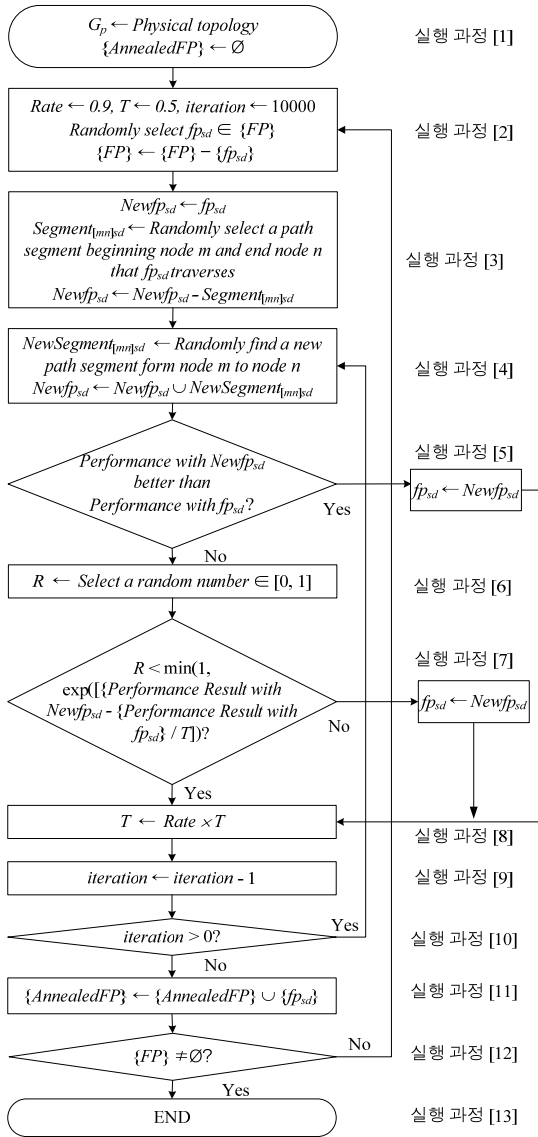 G_p ← Physical topology
{AnnealedFP} ← Ø
실행 과정 [1]
Rate ← 0.9, T ← 0.5, iteration ← 10000
Randomly select fp_sd ∈ {FP}
{FP} ← {FP} − {fp_sd}
실행 과정 [2]
Newfp_sd ← fp_sd
Segment_[mn]sd ← Randomly select a path
segment beginning node m and end node n
that fp_sd traverses
Newfp_sd ← Newfp_sd - Segment_[mn]sd
실행 과정 [3]
NewSegment_[mn]sd ← Randomly find a new
path segment form node m to node n
Newfp_sd ← Newfp_sd ∪ NewSegment_[mn]sd
실행 과정 [4]
Performance with Newfp_sd
better than
Performance with fp_sd?
Yes
No
실행 과정 [5]
fp_sd ← Newfp_sd
R ← Select a random number ∈ [0, 1]
실행 과정 [6]
R < min(1,
exp([{Performance Result with
Newfp_sd - {Performance Result with
fp_sd} / T])?
No
Yes
실행 과정 [7]
fp_sd ← Newfp_sd
T ← Rate × T
실행 과정 [8]
iteration ← iteration - 1
실행 과정 [9]
iteration > 0?
Yes
No
실행 과정 [10]
{AnnealedFP} ← {AnnealedFP} ∪ {fp_sd}
실행 과정 [11]
{FP} ≠ Ø?
No
Yes
실행 과정 [12]
END
실행 과정 [13]